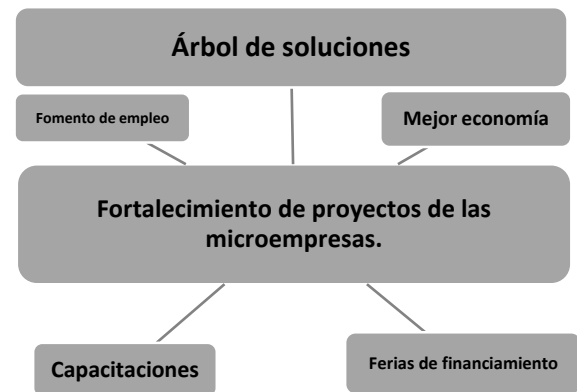 Árbol de soluciones
Fomento de empleo
Mejor economía
Fortalecimiento de proyectos de las
microempresas.
Capacitaciones
Ferias de financiamiento